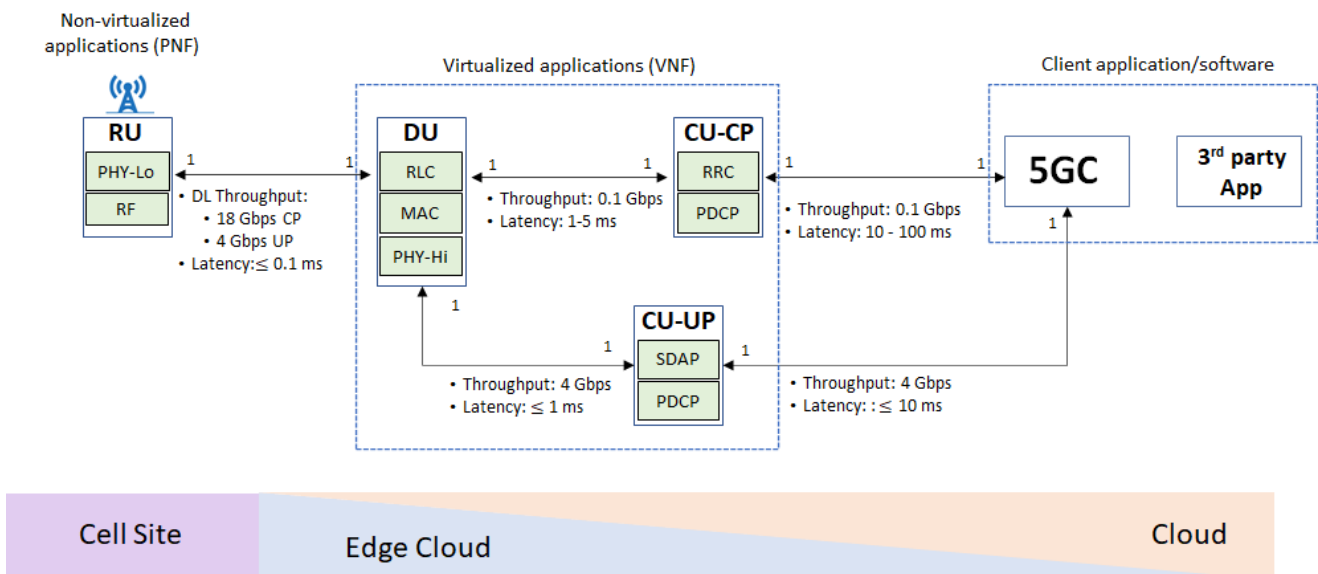 Non-virtualized
applications (PNF)
Virtualized applications (VNF)
Client application/software
RU
PHY-Lo
RF
1
1
• DL Throughput:
• 18 Gbps CP
• 4 Gbps UP
• Latency:≤ 0.1 ms
DU
RLC
MAC
PHY-Hi
1
1
• Throughput: 0.1 Gbps
• Latency: 1-5 ms
CU-CP
RRC
PDCP
1
1
• Throughput: 0.1 Gbps
• Latency: 10 - 100 ms
5GC
3rd party
App
1
1
1
• Throughput: 4 Gbps
• Latency: ≤ 1 ms
CU-UP
SDAP
PDCP
1
• Throughput: 4 Gbps
• Latency: : ≤ 10 ms
Cell Site
Edge Cloud
Cloud